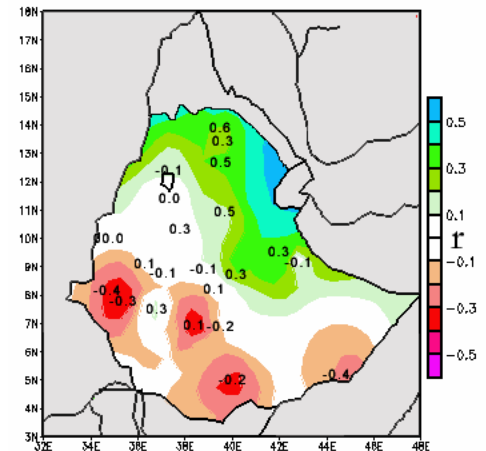 18N
17N
16N
15N
14N
0.6
0.3
0.5
0.5
13N
0.3
12N
-0.1
0.0
0.1
11N
0.5
10N
00.0
0.3
r
9N
0.1
-0.1
-0.1
0.3
0.3
-0.1
-0.1
8N
-0.4
-0.3
0.3
0.1
-0.3
7N
0.1
-0.2
6N
-0.5
5N
-0.2
-0.4
4N
3N
32E
34E
36E
38E
40E
42E
44E
46E
48E